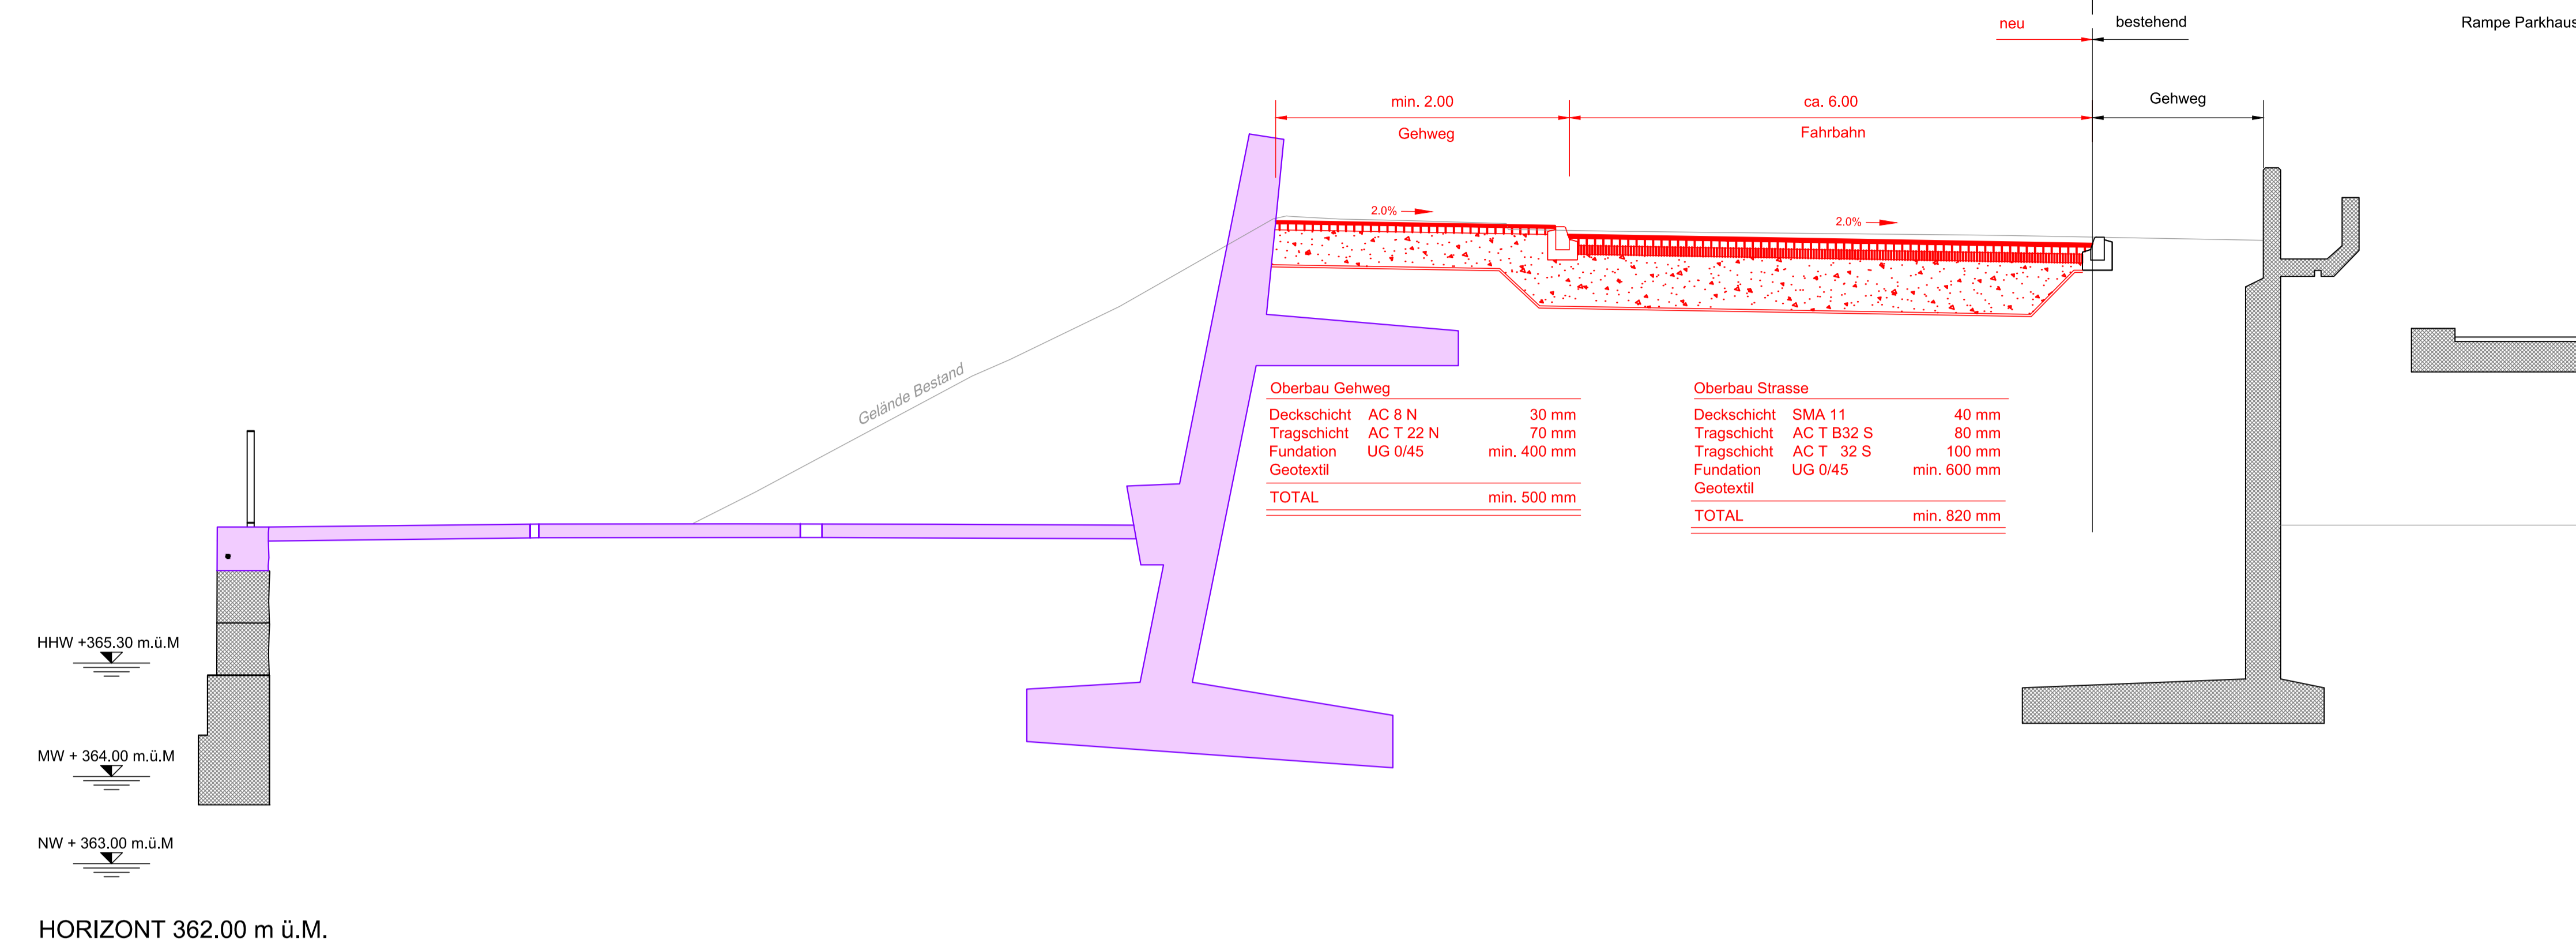 neu
bestehend
Rampe Parkhaus
min. 2.00
ca. 6.00
Gehweg
Gehweg
Fahrbahn
2.0%
2.0%
Gelände Bestand
Oberbau Gehweg
Deckschicht AC 8 N 30 mm
Tragschicht AC T 22 N 70 mm
Fundation UG 0/45 min. 400 mm
Geotextil
TOTAL min. 500 mm
Oberbau Strasse
Deckschicht SMA 11 40 mm
Tragschicht AC T B32 S 80 mm
Tragschicht AC T 32 S 100 mm
Fundation UG 0/45 min. 600 mm
Geotextil
TOTAL min. 820 mm
HHW +365.30 m.ü.M
MW + 364.00 m.ü.M
NW + 363.00 m.ü.M
HORIZONT 362.00 m ü.M.